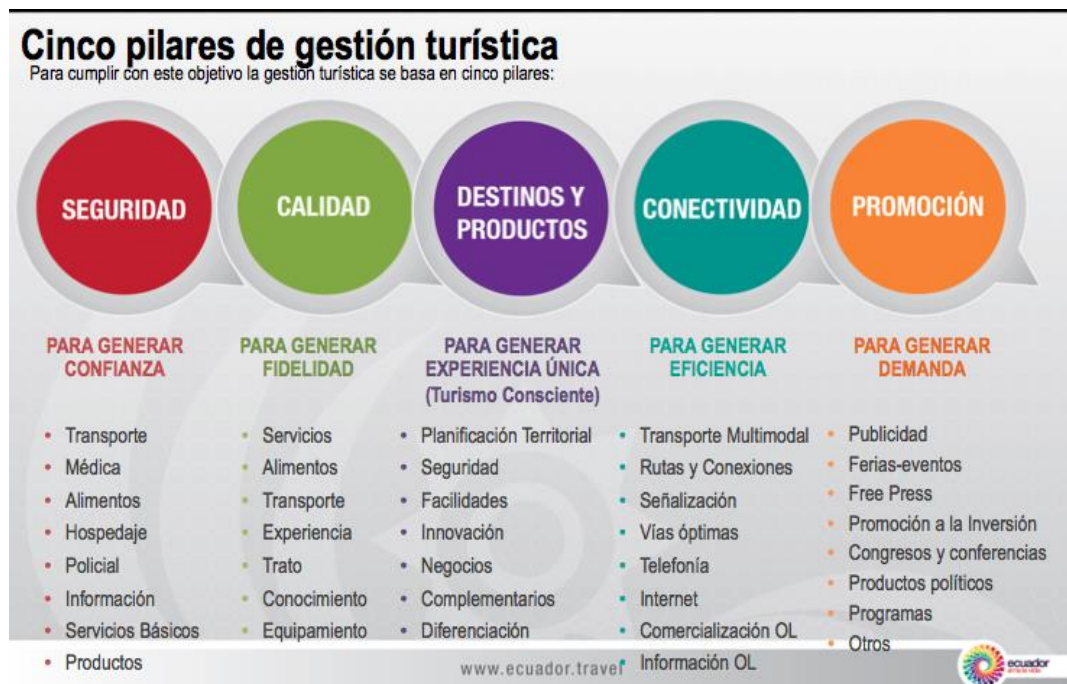 Cinco pilares de gestión turística
Para cumplir con este objetivo la gestión turística se basa en cinco pilares:
SEGURIDAD
PARA GENERAR
CONFIANZA
Transporte
Médica
Alimentos
Hospedaje
Policial
Información
Servicios Básicos
Productos
CALIDAD
PARA GENERAR
FIDELIDAD
Servicios
Alimentos
Transporte
Experiencia
Trato
Conocimiento
Equipamiento
DESTINOS Y
PRODUCTOS
PARA GENERAR
EXPERIENCIA ÚNICA
(Turismo Consciente)
Planificación Territorial
Seguridad
Facilidades
Innovación
Negocios
Complementarios
Diferenciación
CONECTIVIDAD
PARA GENERAR
EFICIENCIA
Transporte Multimodal
Rutas y Conexiones
Señalización
Vías óptimas
Telefonía
Internet
Comercialización OL
Información OL
PROMOCIÓN
PARA GENERAR
DEMANDA
Publicidad
Ferias-eventos
Free Press
Promoción a la Inversión
Congresos y conferencias
Productos políticos
Programas
Otros
www.ecuador.travel
ecuador